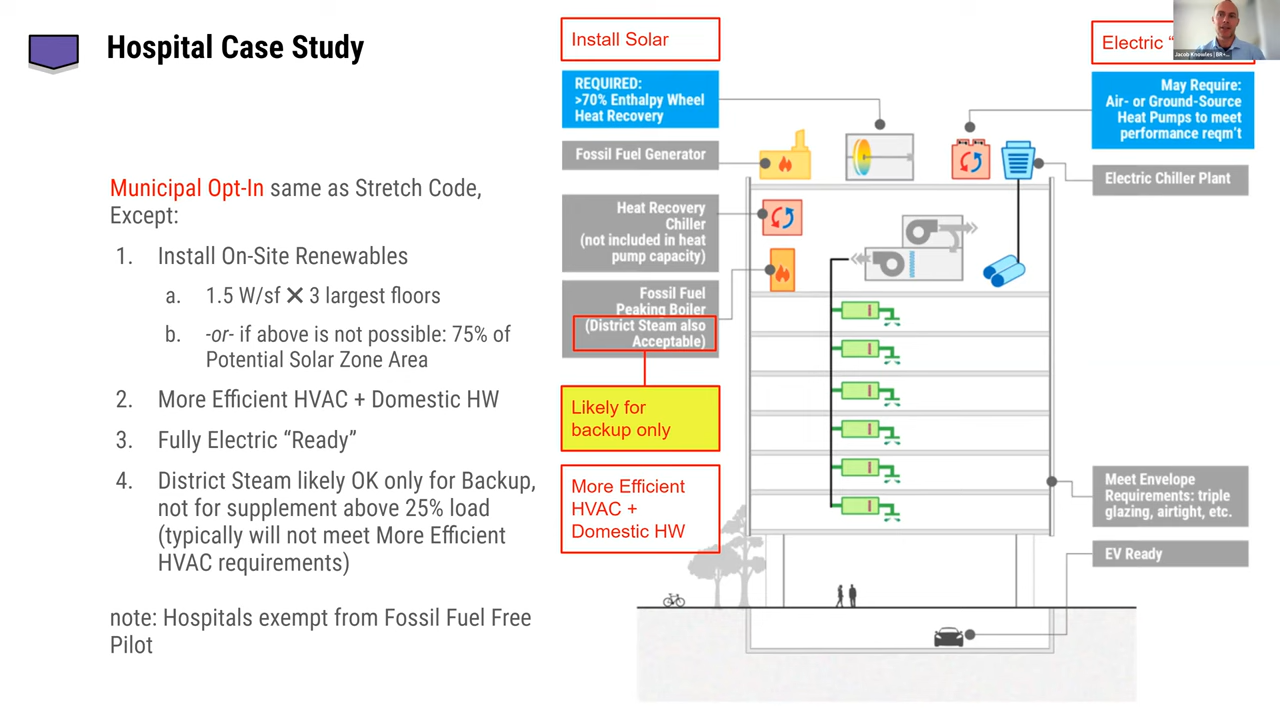 Hospital Case Study
Municipal Opt-In same as Stretch Code,
Except:
1. Install On-Site Renewables
a. 1.5 W/sf ✕ 3 largest floors
b. -or- if above is not possible: 75% of
Potential Solar Zone Area
2. More Efficient HVAC + Domestic HW
3. Fully Electric “Ready”
4. District Steam likely OK only for Backup,
not for supplement above 25% load
(typically will not meet More Efficient
HVAC requirements)
note: Hospitals exempt from Fossil Fuel Free
Pilot
Install Solar
REQUIRED:
>70% Enthalpy Wheel
Heat Recovery
Fossil Fuel Generator
Heat Recovery
Chiller
(not included in heat
pump capacity)
Fossil Fuel
Peaking Boiler
(District Steam also
Acceptable)
Likely for
backup only
More Efficient
HVAC +
Domestic HW
Electric “
May Require:
Air- or Ground-Source
Heat Pumps to meet
performance reqm't
Electric Chiller Plant
Meet Envelope
Requirements: triple
glazing, airtight, etc.
EV Ready
Jacob Knowles | BR+...